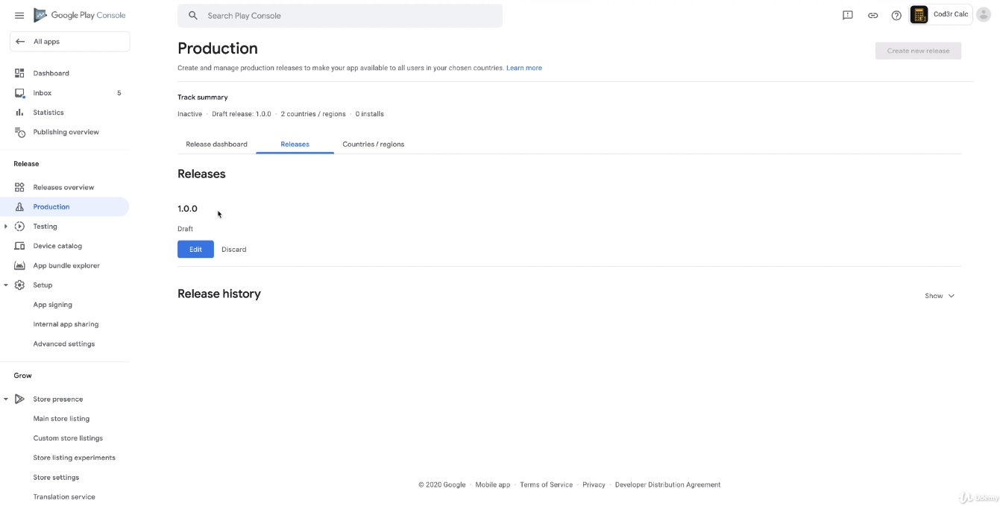 Google Play Console
Search Play Console
Cod3r Calc
All apps
Dashboard
Inbox 5
Statistics
Publishing overview
Release
Releases overview
Production
Testing
Device catalog
App bundle explorer
Setup
App signing
Internal app sharing
Advanced settings
Grow
Store presence
Main store listing
Custom store listings
Store listing experiments
Store settings
Translation service
Production
Create new release
Create and manage production releases to make your app available to all users in your chosen countries. Learn more
Track summary
Inactive · Draft release: 1.0.0 · 2 countries / regions · 0 installs
Release dashboard Releases Countries / regions
Releases
1.0.0
Draft
Edit Discard
Release history
Show
© 2020 Google · Mobile app · Terms of Service · Privacy · Developer Distribution Agreement
Udemy